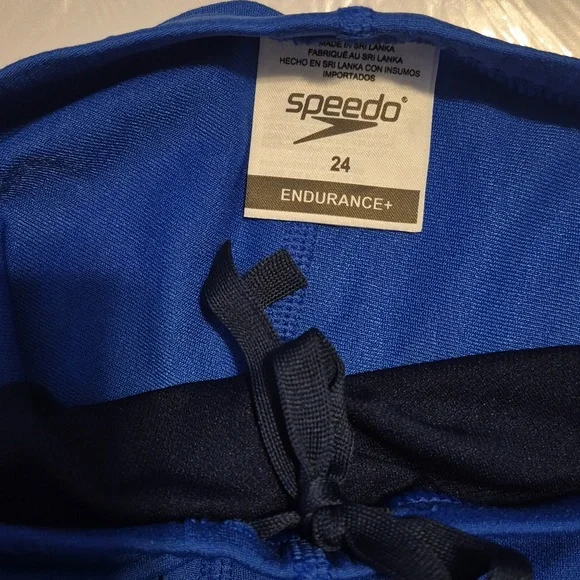 MADE IN SRI LANKA
FABRIQUÉ AU SRI LANKA
HECHO EN SRI LANKA CON INSUMOS
IMPORTADOS
speedo®
24
ENDURANCE+